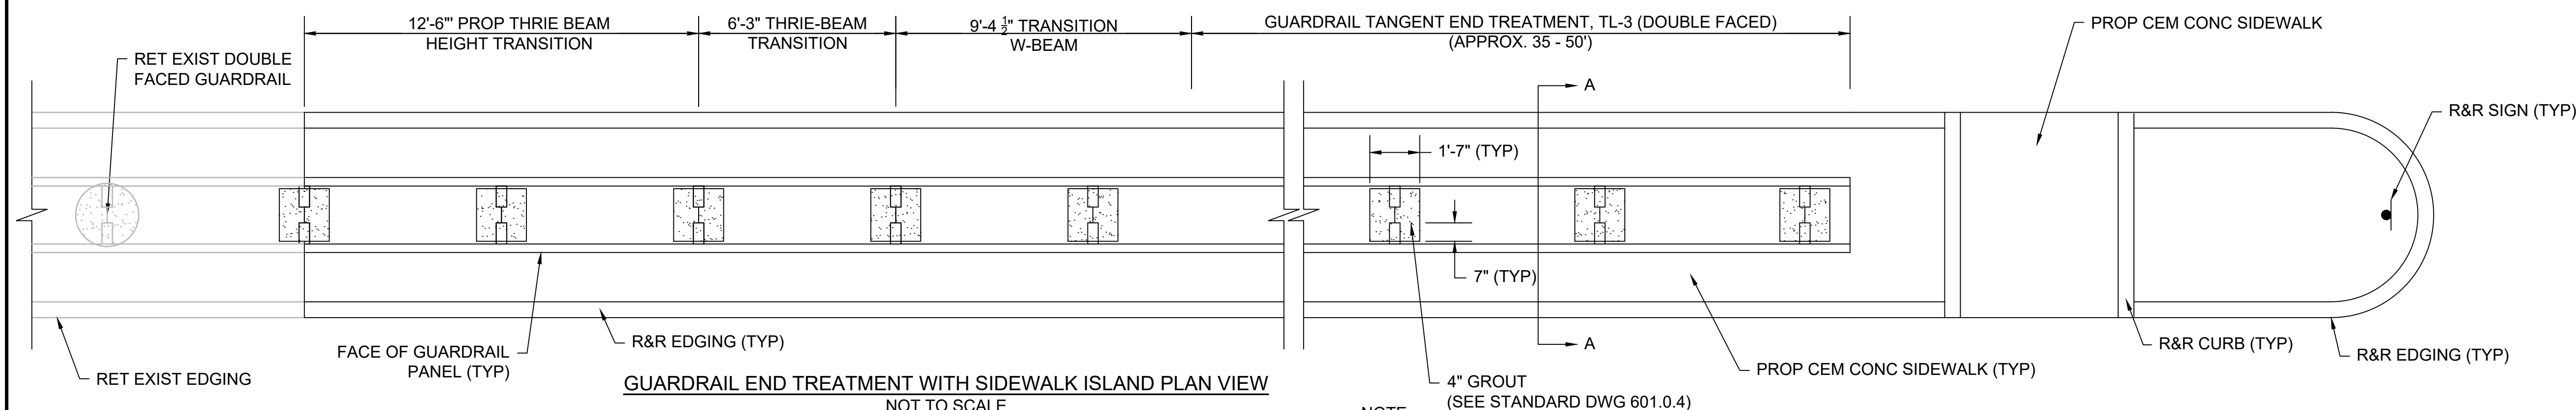 12'-6"' PROP THRIE BEAM
HEIGHT TRANSITION
6'-3" THRIE-BEAM
TRANSITION
9'-4 1/2" TRANSITION
W-BEAM
GUARDRAIL TANGENT END TREATMENT, TL-3 (DOUBLE FACED)
(APPROX. 35 - 50')
PROP CEM CONC SIDEWALK
RET EXIST DOUBLE
FACED GUARDRAIL
A
R&R SIGN (TYP)
1'-7" (TYP)
7" (TYP)
R&R EDGING (TYP)
A
R&R CURB (TYP)
FACE OF GUARDRAIL
PANEL (TYP)
R&R EDGING (TYP)
PROP CEM CONC SIDEWALK (TYP)
RET EXIST EDGING
4" GROUT
(SEE STANDARD DWG 601.0.4)
GUARDRAIL END TREATMENT WITH SIDEWALK ISLAND PLAN VIEW
NOT TO SCALE
NOTE